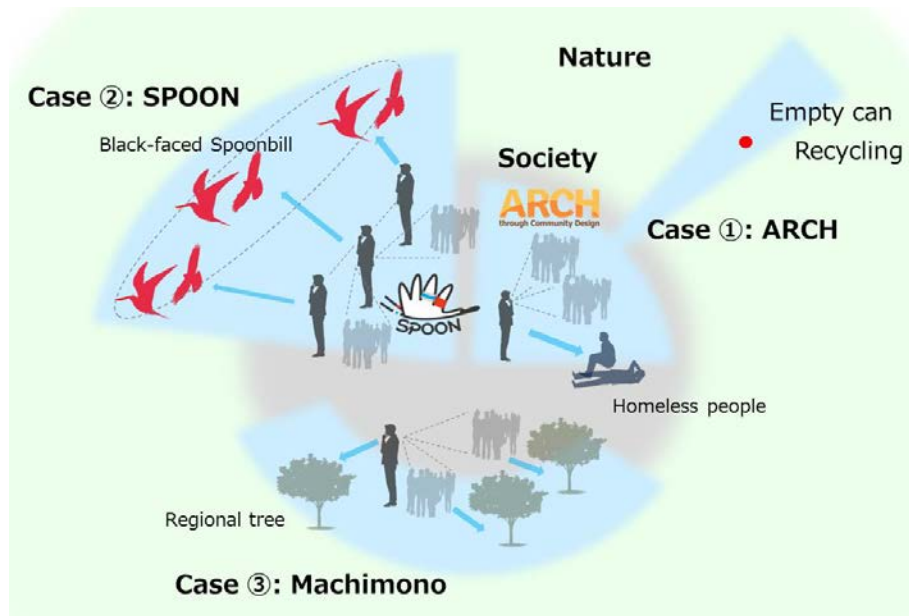 Nature
Case ②: SPOON
Black-faced Spoonbill
Empty can
Recycling
Society
ARCH
through Community Design
Case ①: ARCH
SPOON
Homeless people
Regional tree
Case ③: Machimono